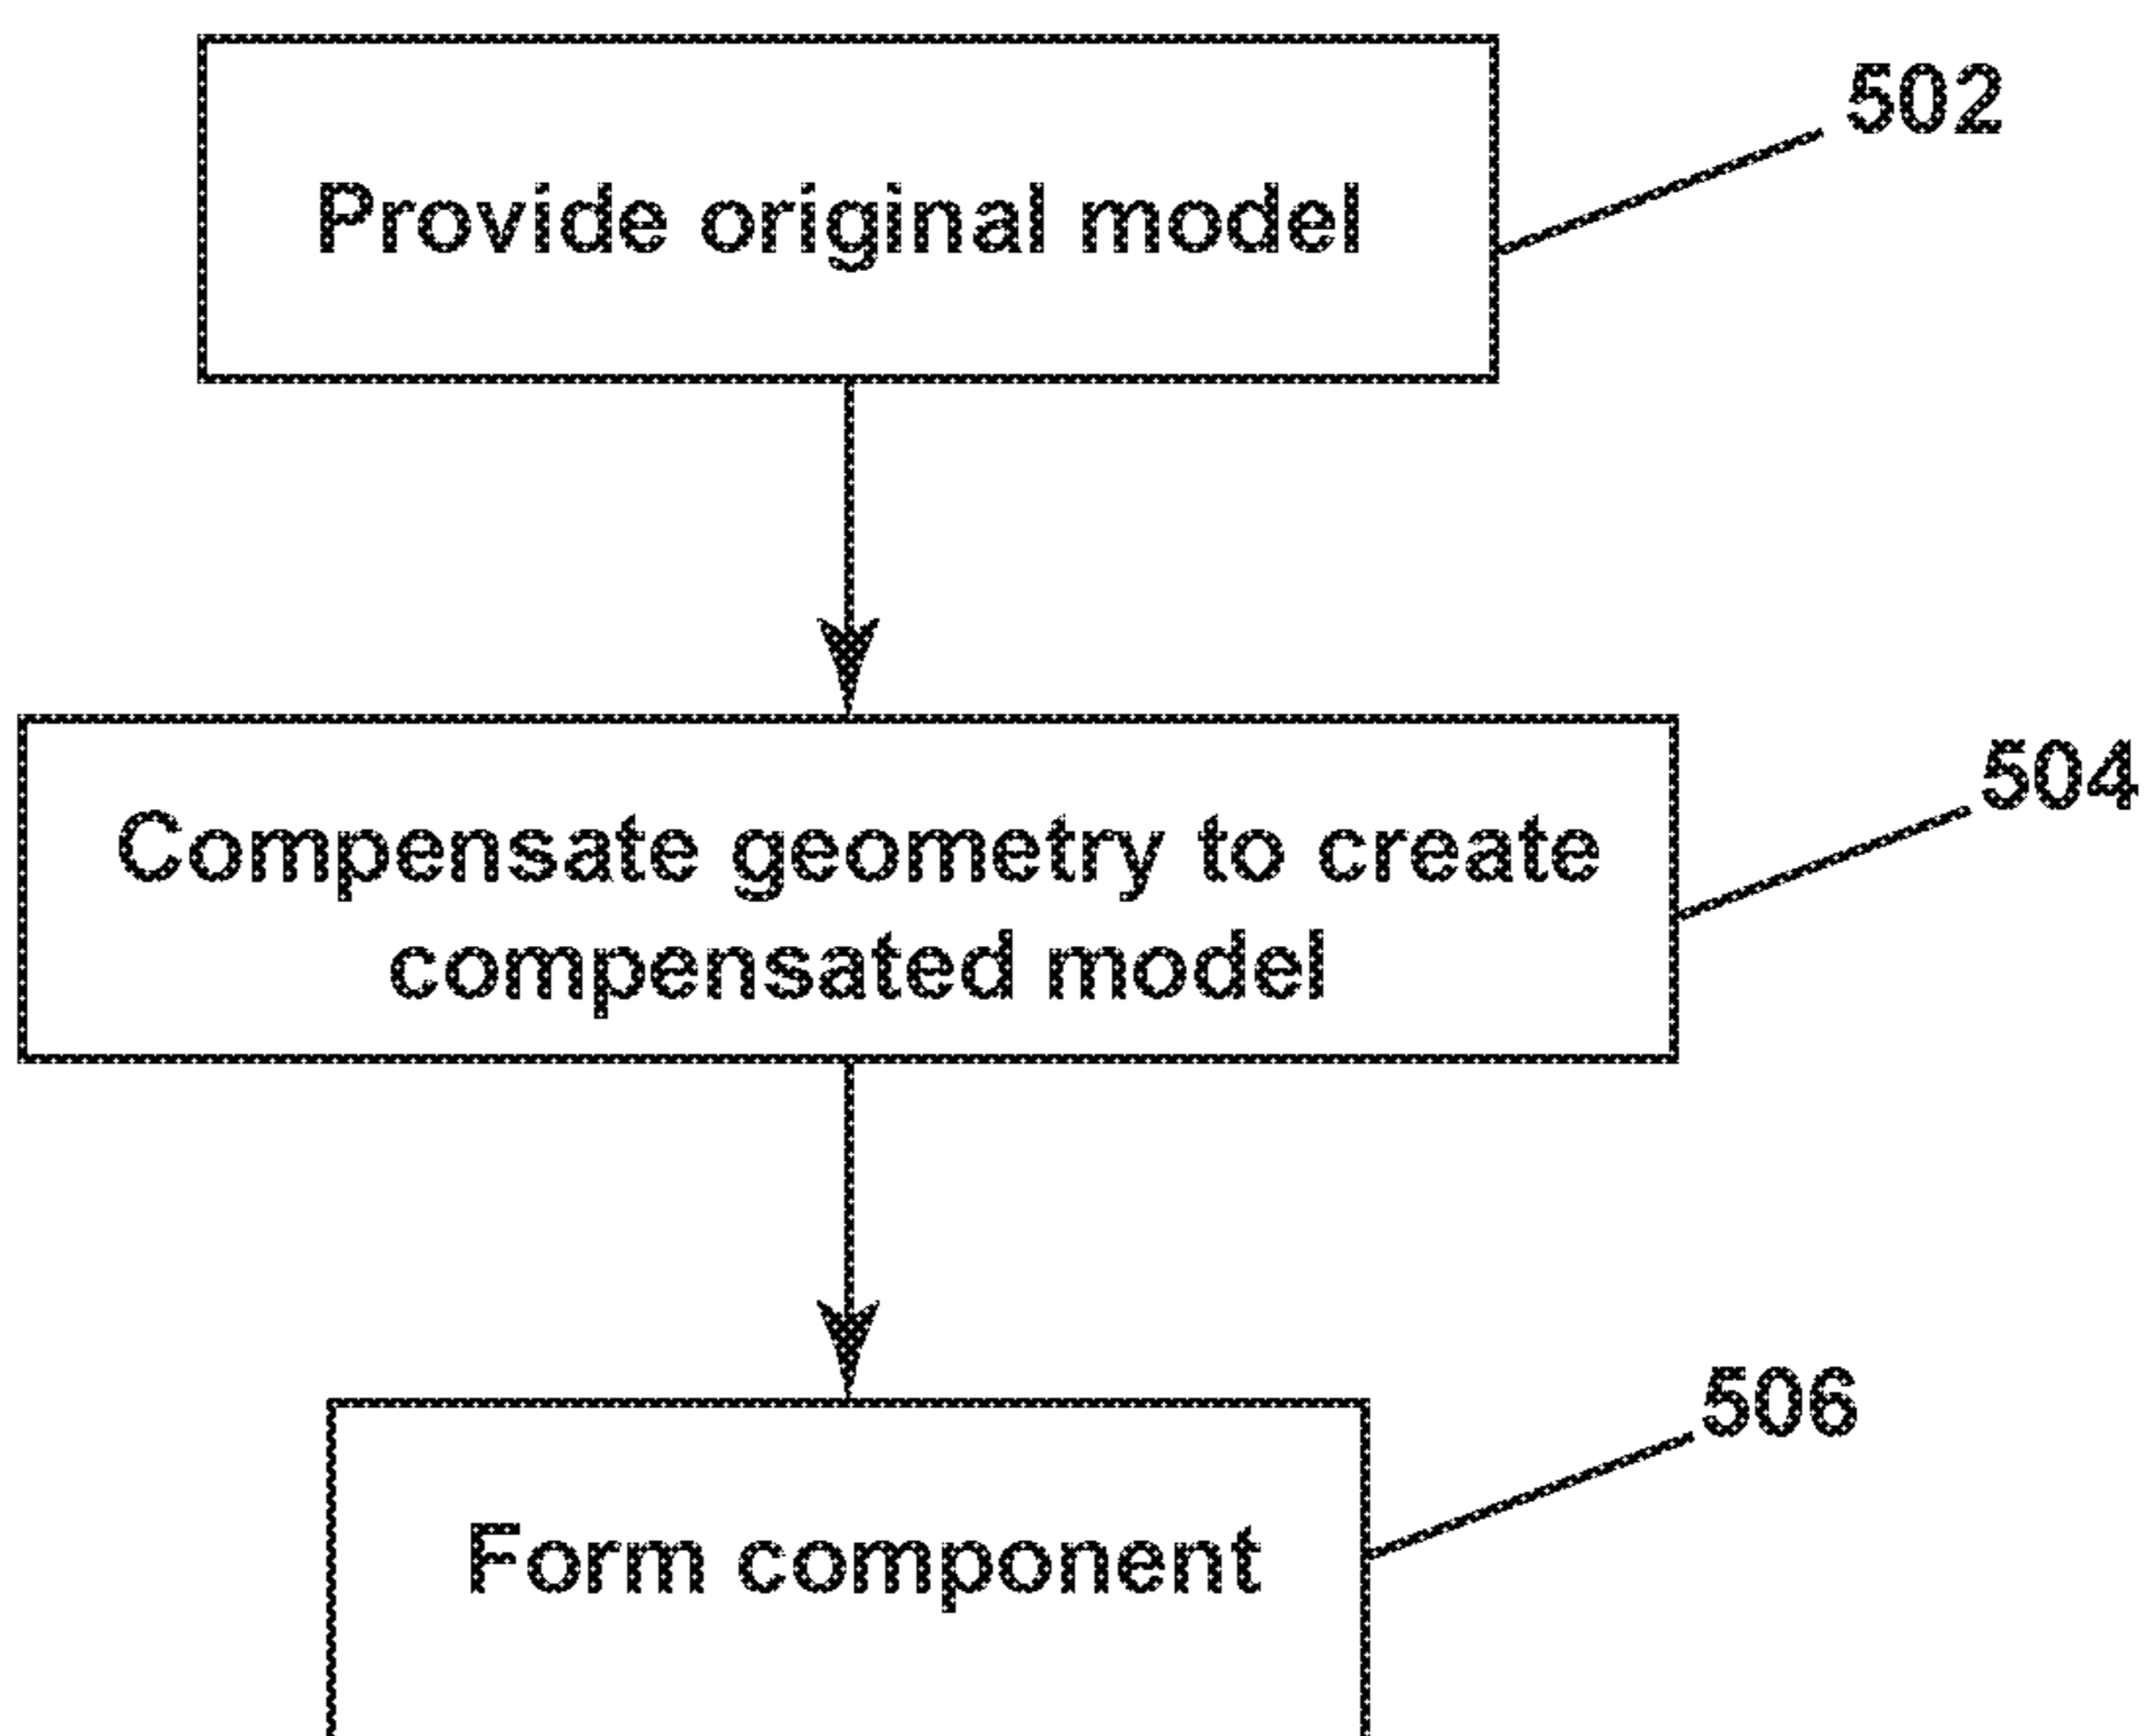 502
Provide original model
504
Compensate geometry to create
compensated model
506
Form component